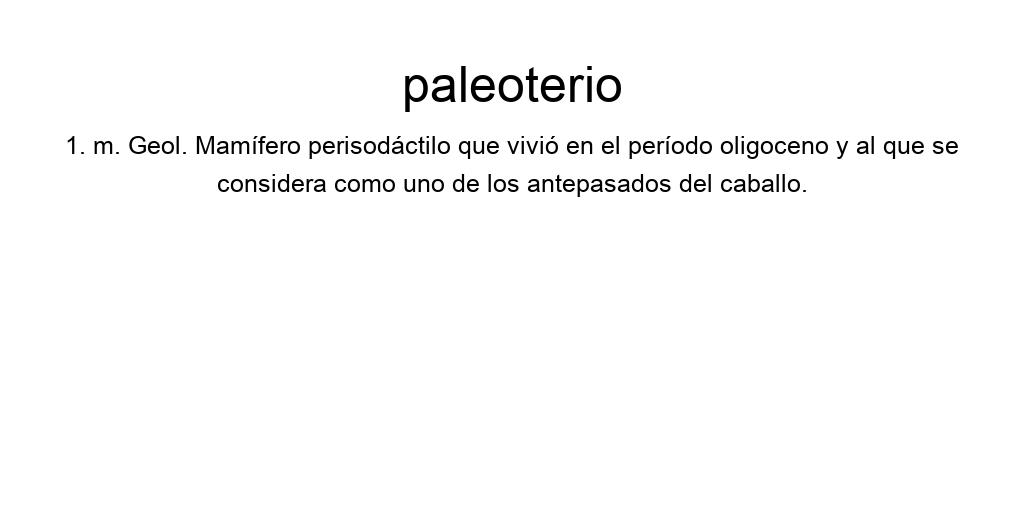 paleoterio
1. m. Geol. Mamífero perisodáctilo que vivió en el período oligoceno y al que se
considera como uno de los antepasados del caballo.